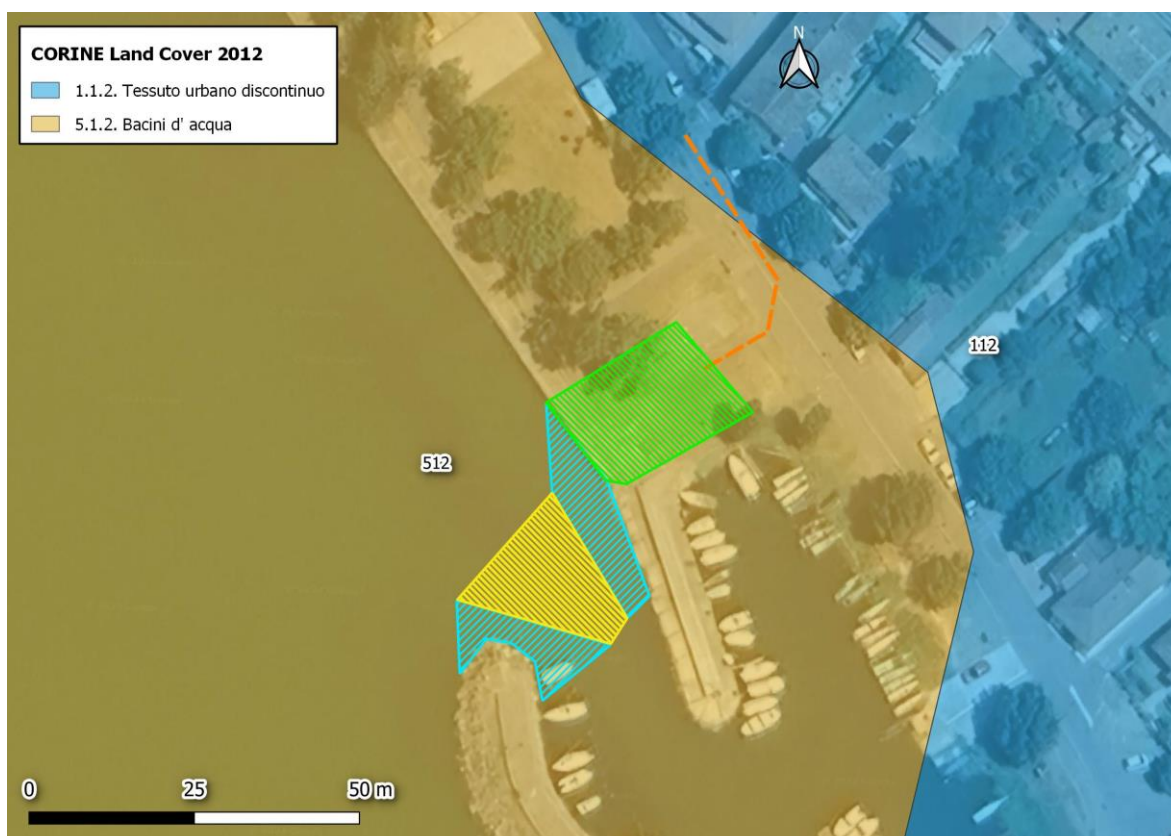 CORINE Land Cover 2012
1.1.2. Tessuto urbano discontinuo
5.1.2. Bacini d' acqua
N
112
512
0 25 50 m